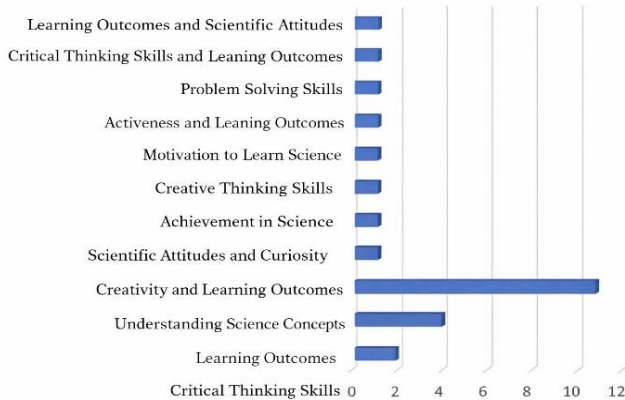 Learning Outcomes and Scientific Attitudes
Critical Thinking Skills and Leaning Outcomes
Problem Solving Skills
Activeness and Leaning Outcomes
Motivation to Learn Science
Creative Thinking Skills
Achievement in Science
Scientific Attitudes and Curiosity
Creativity and Learning Outcomes
Understanding Science Concepts
Learning Outcomes
Critical Thinking Skills 0 2 4 6 8 10 12